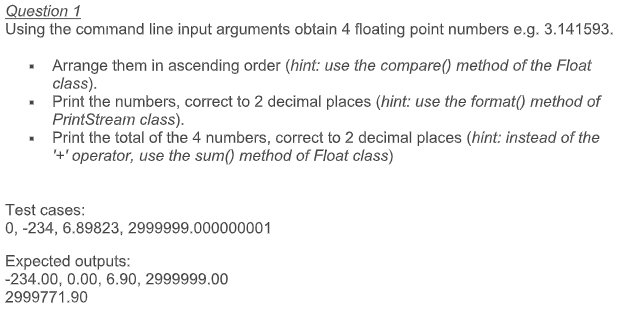 Question 1
Using the command line input arguments obtain 4 floating point numbers e.g. 3.141593.
▪ Arrange them in ascending order (hint: use the compare() method of the Float
class).
▪ Print the numbers, correct to 2 decimal places (hint: use the format() method of
PrintStream class).
▪ Print the total of the 4 numbers, correct to 2 decimal places (hint: instead of the
'+' operator, use the sum() method of Float class)
Test cases:
0, -234, 6.89823, 2999999.000000001
Expected outputs:
-234.00, 0.00, 6.90, 2999999.00
2999771.90